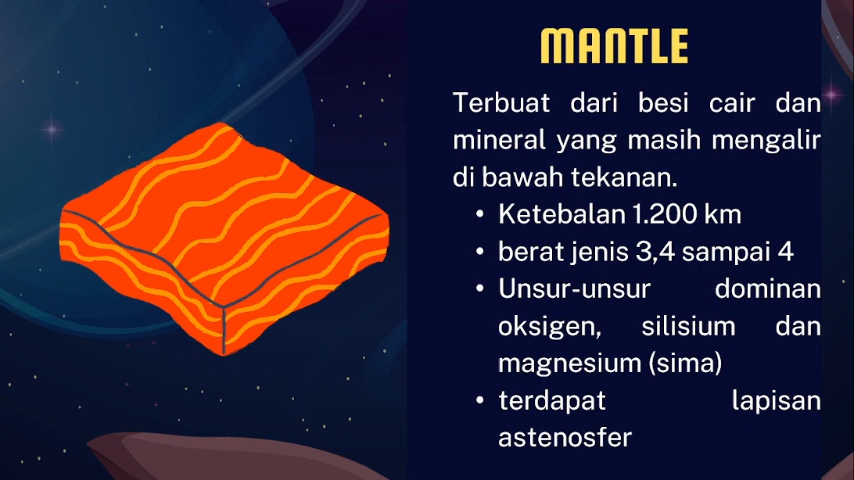 MANTLE
Terbuat dari besi cair dan
mineral yang masih mengalir
di bawah tekanan.
• Ketebalan 1.200 km
• berat jenis 3,4 sampai 4
• Unsur-unsur dominan
oksigen, silisium dan
magnesium (sima)
• terdapat lapisan
astenosfer